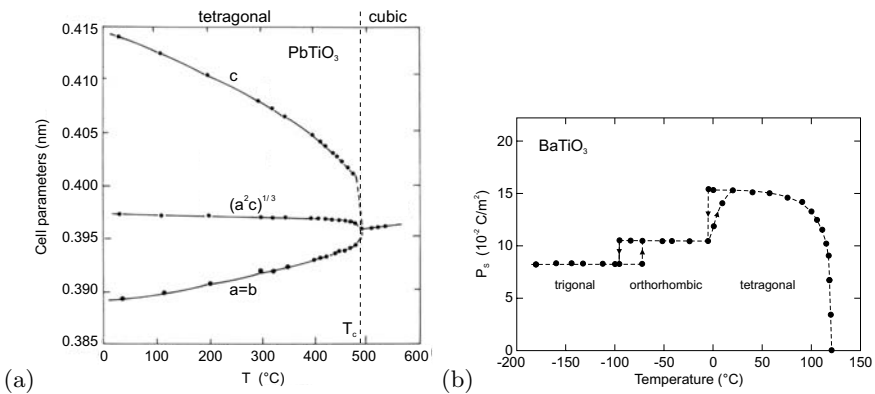 tetragonal cubic
0.415
0.410
0.405
0.400
0.395
0.390
0.385
Cell parameters (nm)
PbTiO3
c
(a2c)1/3
a=b
Tc
0 100 200 300 400 500 600
T (°C)
(a)
20
15
10
5
0
Ps (10-2 C/m2)
BaTiO3
trigonal orthorhombic tetragonal
-200 -150 -100 -50 0 50 100 150
Temperature (°C)
(b)